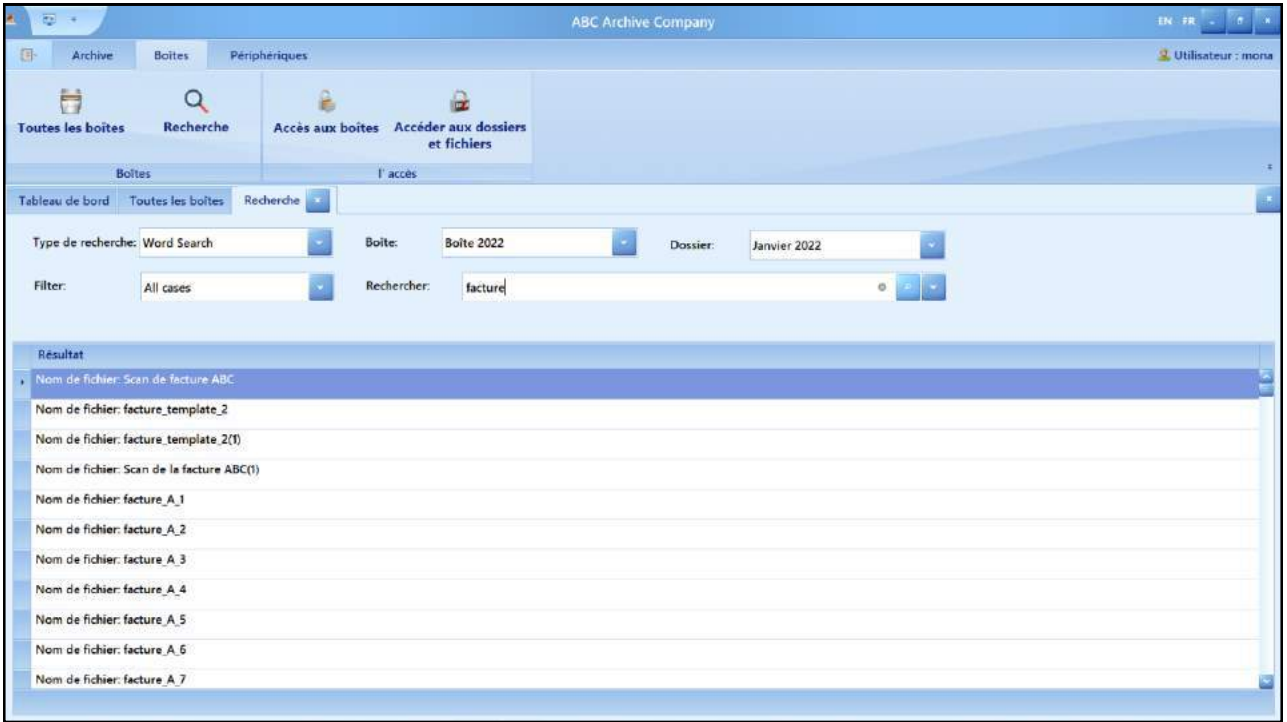 ABC Archive Company
EN FR
Archive Boîtes Périphériques Utilisateur : mona
Toutes les boîtes Recherche Accès aux boîtes Accéder aux dossiers
et fichiers
Boîtes l' accès
Tableau de bord Toutes les boîtes Recherche
Type de recherche: Word Search Boîte: Boîte 2022 Dossier: Janvier 2022
Filter: All cases Rechercher: facture
Résultat
Nom de fichier: Scan de facture ABC
Nom de fichier: facture_template_2
Nom de fichier: facture_template_2(1)
Nom de fichier: Scan de la facture ABC(1)
Nom de fichier: facture_A_1
Nom de fichier: facture_A_2
Nom de fichier: facture_A_3
Nom de fichier: facture_A_4
Nom de fichier: facture_A_5
Nom de fichier: facture_A_6
Nom de fichier: facture_A_7